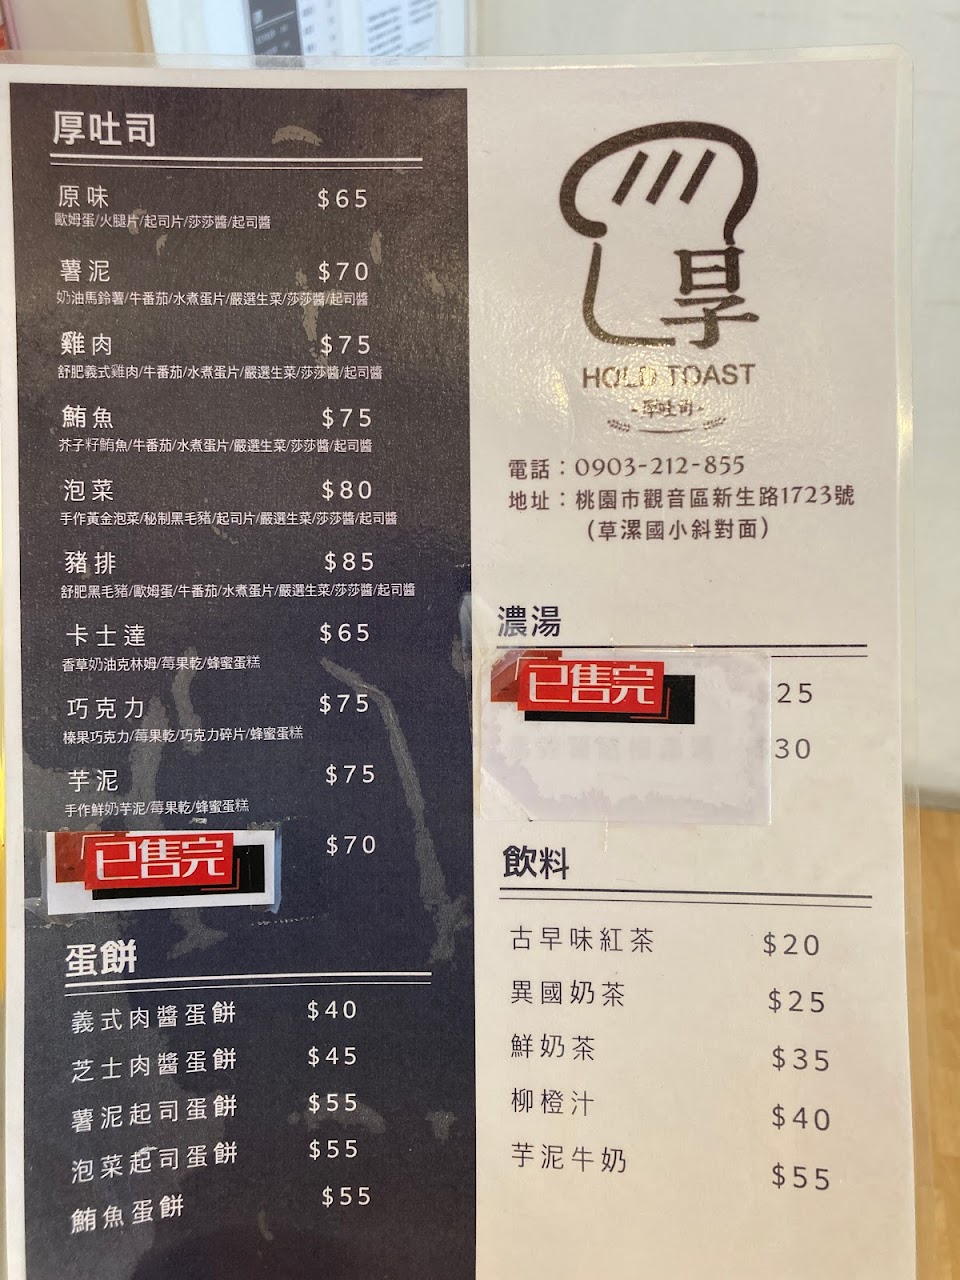 厚吐司
原味 $65
歐姆蛋/火腿片/起司片/莎莎醬/起司醬
薯泥 $70
奶油馬鈴薯/牛番茄/水煮蛋片/嚴選生菜/莎莎醬/起司醬
雞肉 $75
舒肥義式雞肉/牛番茄/水煮蛋片/嚴選生菜/莎莎醬/起司醬
鮪魚 $75
芥子籽鮪魚/牛番茄/水煮蛋片/嚴選生菜/莎莎醬/起司醬
泡菜 $80
手作黃金泡菜/秘制黑毛豬/起司片/嚴選生菜/莎莎醬/起司醬
豬排 $85
舒肥黑毛豬/歐姆蛋/牛番茄/水煮蛋片/嚴選生菜/莎莎醬/起司醬
卡士達 $65
香草奶油克林姆/莓果乾/蜂蜜蛋糕
巧克力 $75
榛果巧克力/莓果乾/巧克力碎片/蜂蜜蛋糕
芋泥 $75
手作鮮奶芋泥/莓果乾/蜂蜜蛋糕
已售完 $70
蛋餅
義式肉醬蛋餅 $40
芝士肉醬蛋餅 $45
薯泥起司蛋餅 $55
泡菜起司蛋餅 $55
鮪魚蛋餅 $55
厚
HOLD TOAST
-厚吐司-
電話：0903-212-855
地址：桃園市觀音區新生路1723號
（草漯國小斜對面）
濃湯
已售完 25
30
飲料
古早味紅茶 $20
異國奶茶 $25
鮮奶茶 $35
柳橙汁 $40
芋泥牛奶 $55